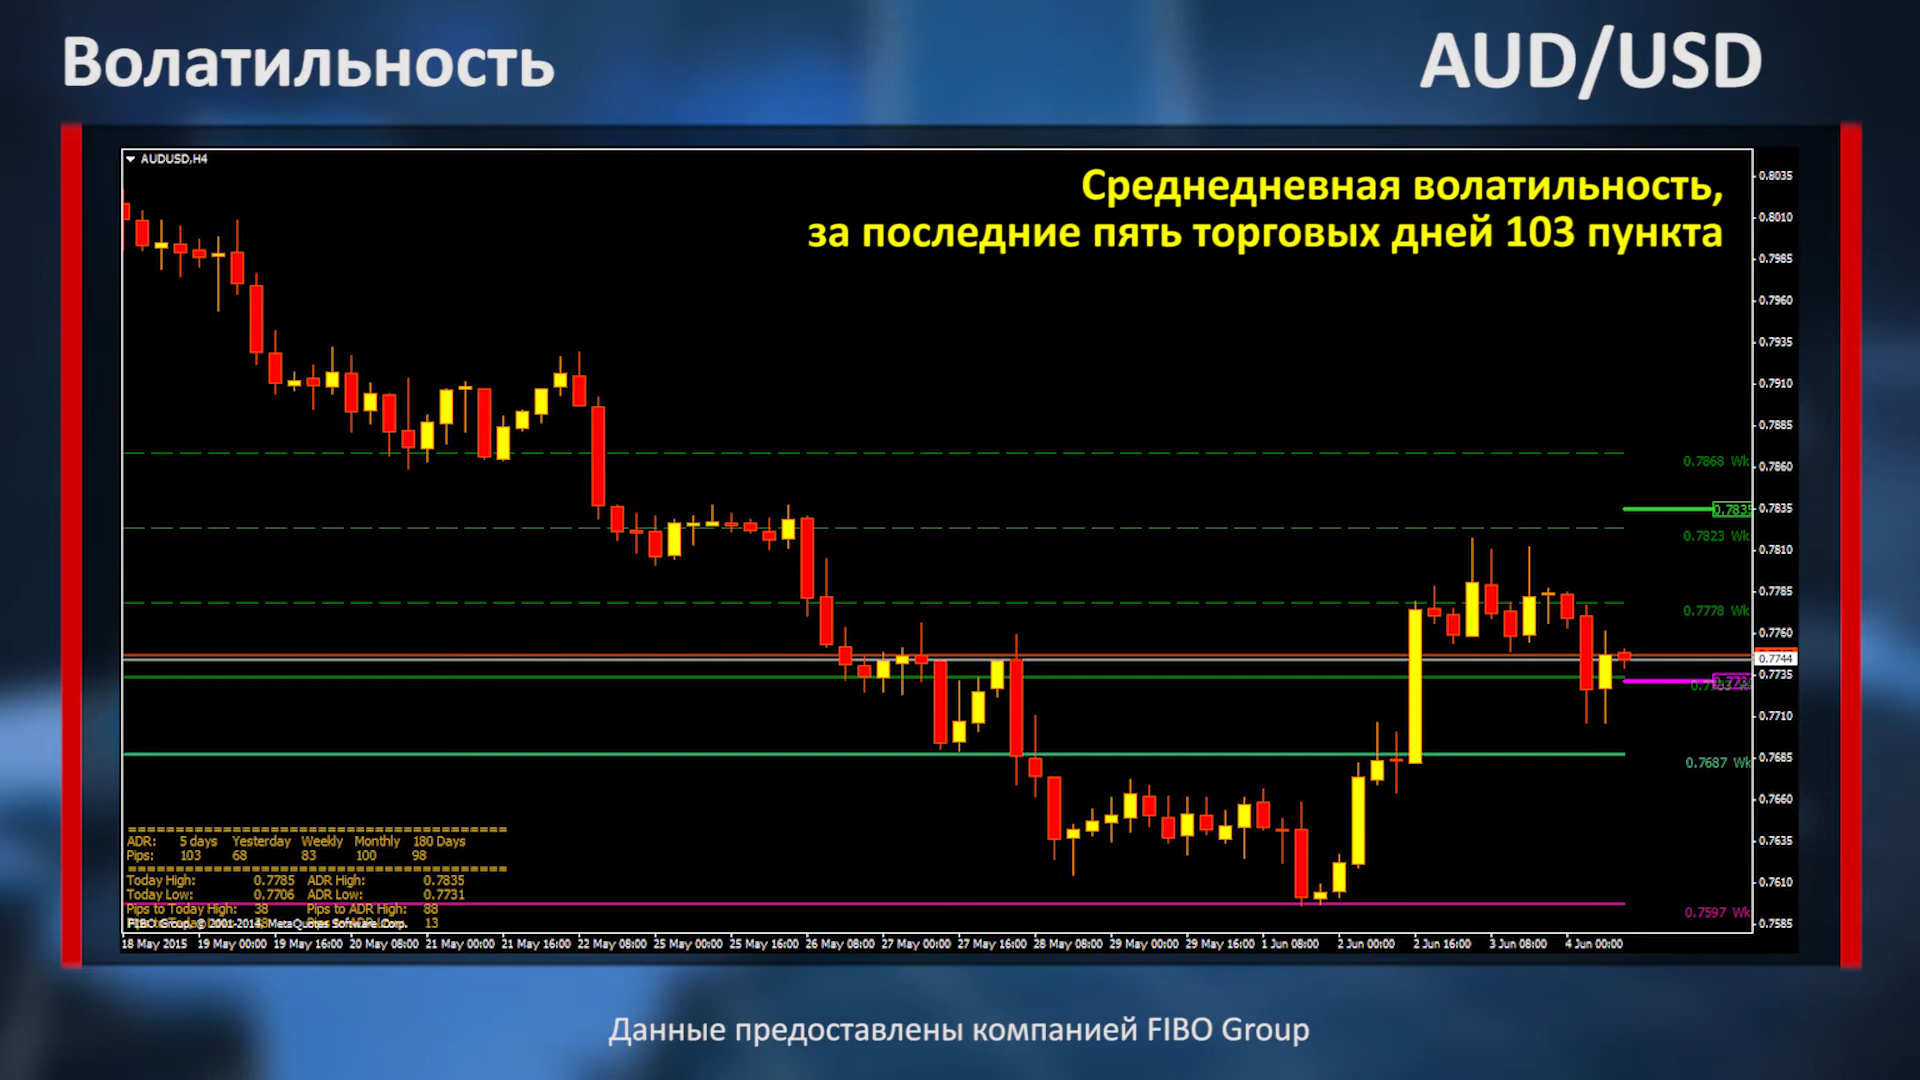 Волатильность
AUD/USD
AUDUSD,H4
Среднедневная волатильность,
за последние пять торговых дней 103 пункта
0.8035
0.8010
0.7985
0.7960
0.7935
0.7910
0.7885
0.7868 Wk
0.7860
0.7835
0.7835
0.7823 Wk
0.7810
0.7785
0.7778 Wk
0.7760
0.7744
0.7735
0.7710
0.7687 Wk
0.7685
0.7660
0.7635
0.7610
0.7597 Wk
0.7585
ADR: 5 days Yesterday Weekly Monthly 180 Days
Pips: 103 68 83 100 98
Today High: 0.7785 ADR High: 0.7835
Today Low: 0.7706 ADR Low: 0.7731
Pips to Today High: 38 Pips to ADR High: 88
FIBO Group, © 2001-2014, MetaQuotes Software Corp. 13
18 May 2015 19 May 00:00 19 May 16:00 20 May 08:00 21 May 00:00 21 May 16:00 22 May 08:00 25 May 00:00 25 May 16:00 26 May 08:00 27 May 00:00 27 May 16:00 28 May 08:00 29 May 00:00 29 May 16:00 1 Jun 08:00 2 Jun 00:00 2 Jun 16:00 3 Jun 08:00 4 Jun 00:00
Данные предоставлены компанией FIBO Group